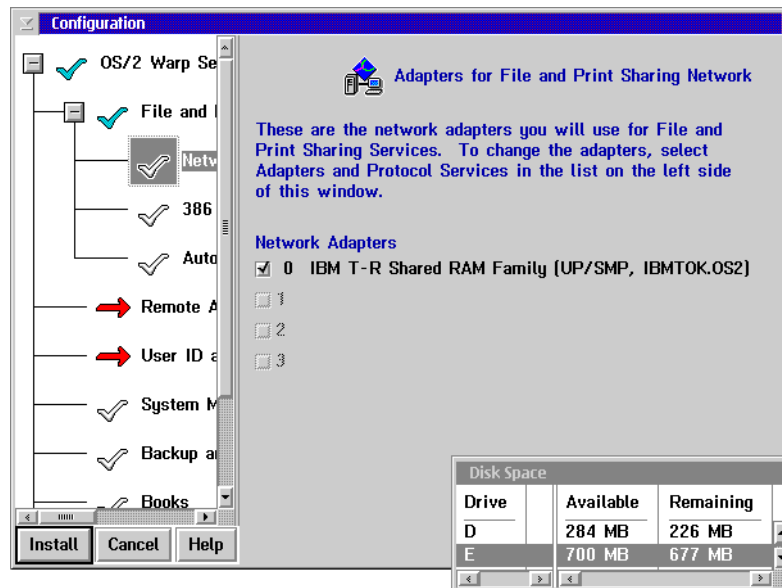 Configuration
OS/2 Warp Se
File and
Netw
386
Auto
Remote A
User ID a
System M
Backup a
Books
Install
Cancel
Help
Adapters for File and Print Sharing Network
These are the network adapters you will use for File and
Print Sharing Services. To change the adapters, select
Adapters and Protocol Services in the list on the left side
of this window.
Network Adapters
0 IBM T-R Shared RAM Family (UP/SMP, IBMTOK.OS2)
1
2
3
Disk Space
Drive Available Remaining
D 284 MB 226 MB
E 700 MB 677 MB